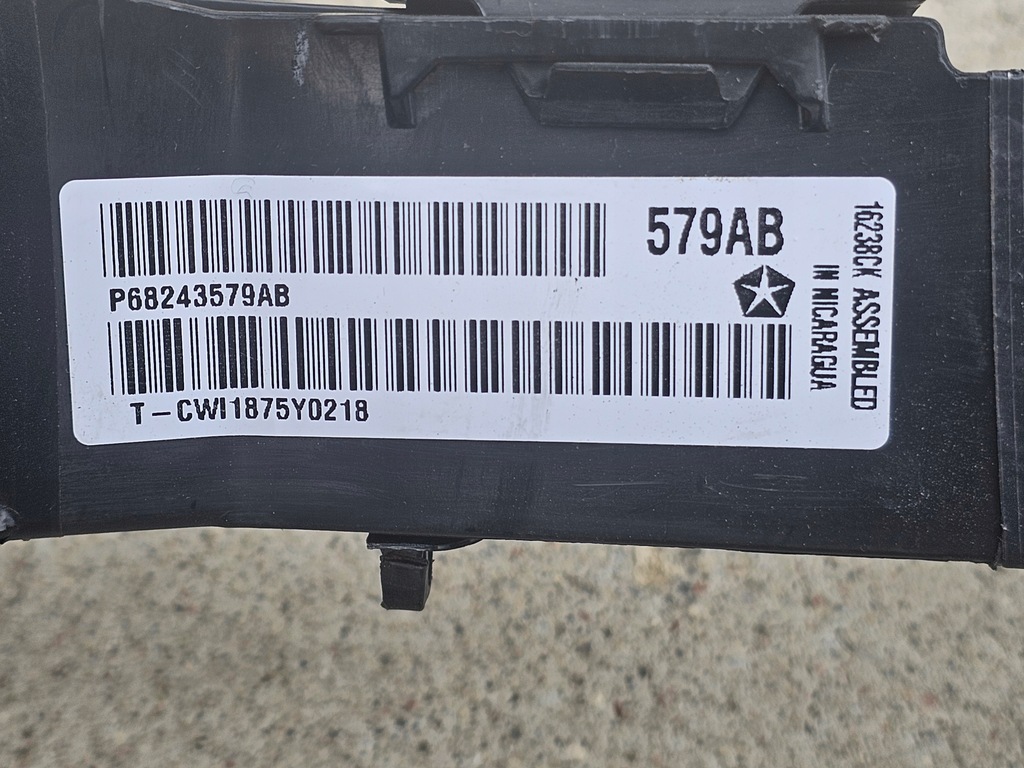 579AB
P68243579AB
T-CWI1875Y0218
16238CK ASSEMBLED
IN NICARAGUA